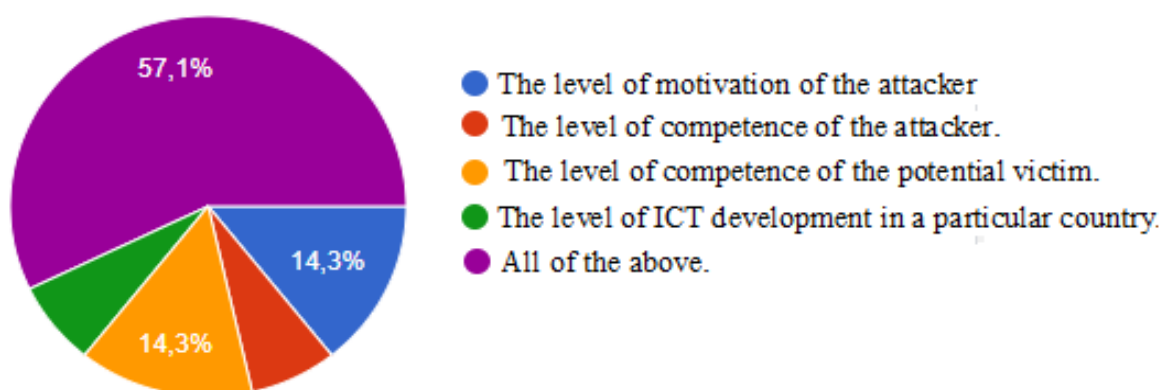 57,1%
14,3%
14,3%
The level of motivation of the attacker
The level of competence of the attacker.
The level of competence of the potential victim.
The level of ICT development in a particular country.
All of the above.